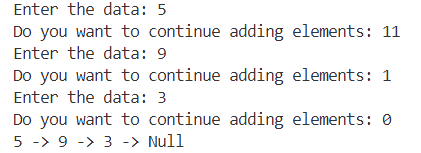 Enter the data: 5
Do you want to continue adding elements: 11
Enter the data: 9
Do you want to continue adding elements: 1
Enter the data: 3
Do you want to continue adding elements: 0
5 -> 9 -> 3 -> Null